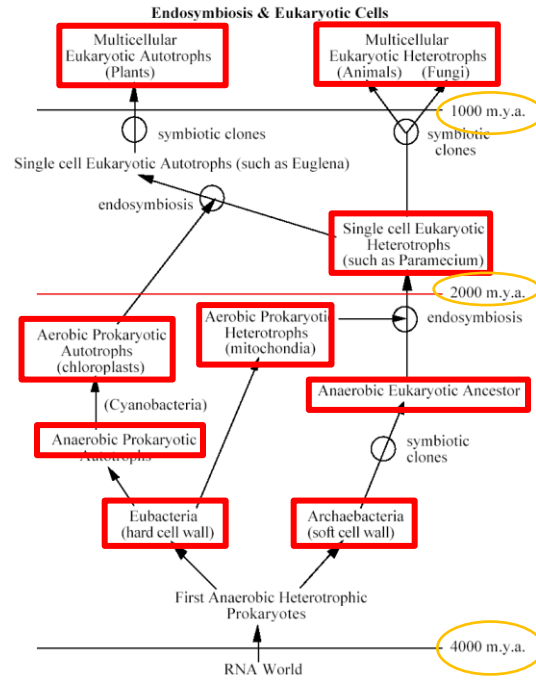 Endosymbiosis & Eukaryotic Cells
Multicellular
Eukaryotic Autotrophs
(Plants)
Multicellular
Eukaryotic Heterotrophs
(Animals) (Fungi)
1000 m.y.a.
symbiotic clones
symbiotic
clones
Single cell Eukaryotic Autotrophs (such as Euglena)
endosymbiosis
Single cell Eukaryotic
Heterotrophs
(such as Paramecium)
2000 m.y.a.
Aerobic Prokaryotic
Autotrophs
(chloroplasts)
Aerobic Prokaryotic
Heterotrophs
(mitochondia)
endosymbiosis
(Cyanobacteria)
Anaerobic Eukaryotic Ancestor
Anaerobic Prokaryotic
Autotrophs
symbiotic
clones
Eubacteria
(hard cell wall)
Archaebacteria
(soft cell wall)
First Anaerobic Heterotrophic
Prokaryotes
4000 m.y.a.
RNA World